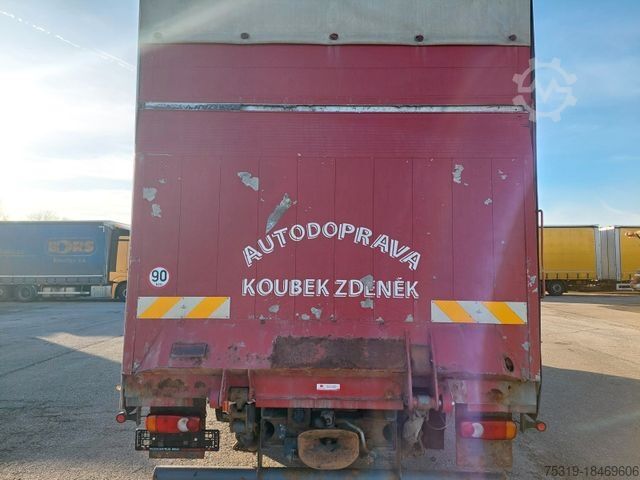 BORS
AUTODOPRAVA
KOUBEK ZDENĚK
90
75319-18469606